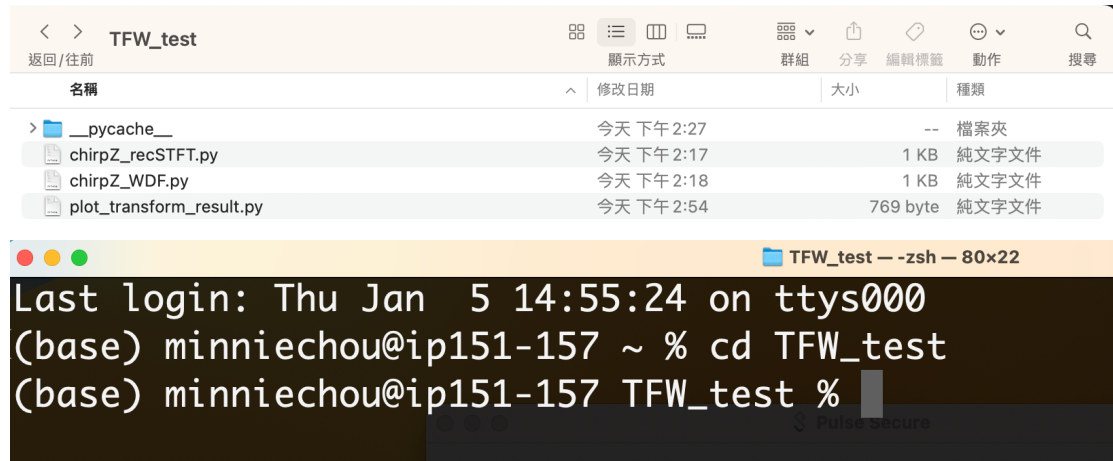 TFW_test
返回/往前 顯示方式 群組 分享 編輯標籤 動作 搜尋
名稱 修改日期 大小 種類
__pycache__ 今天 下午 2:27 -- 檔案夾
chirpZ_recSTFT.py 今天 下午 2:17 1 KB 純文字文件
chirpZ_WDF.py 今天 下午 2:18 1 KB 純文字文件
plot_transform_result.py 今天 下午 2:54 769 byte 純文字文件
TFW_test — -zsh — 80×22
Last login: Thu Jan  5 14:55:24 on ttys000
(base) minniechou@ip151-157 ~ % cd TFW_test
(base) minniechou@ip151-157 TFW_test %
Pulse Secure